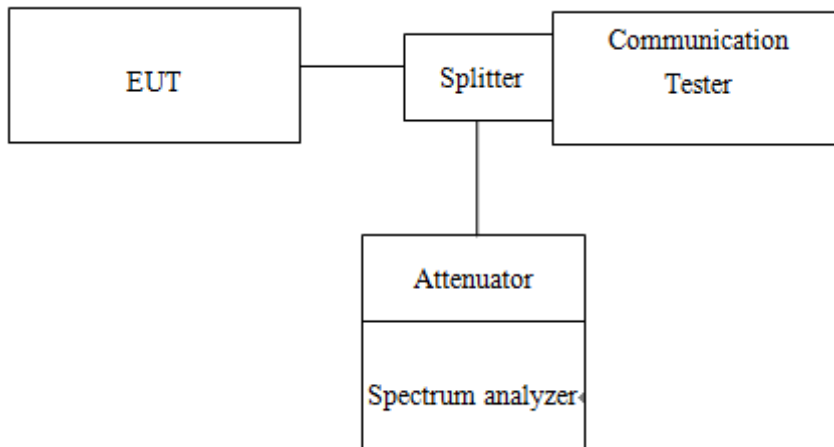 EUT
Splitter
Communication
Tester
Attenuator
Spectrum analyzer